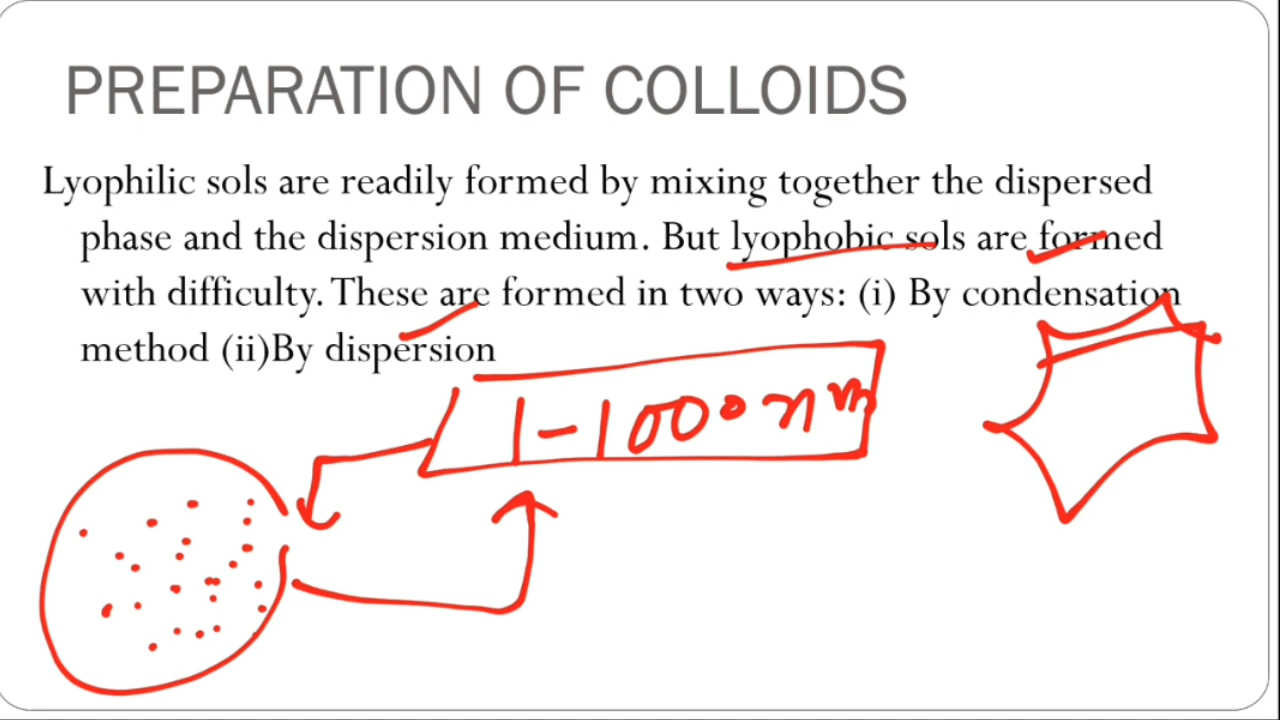 PREPARATION OF COLLOIDS
Lyophilic sols are readily formed by mixing together the dispersed
phase and the dispersion medium. But lyophobic sols are formed
with difficulty. These are formed in two ways: (i) By condensation
method (ii)By dispersion
1-1000 nm